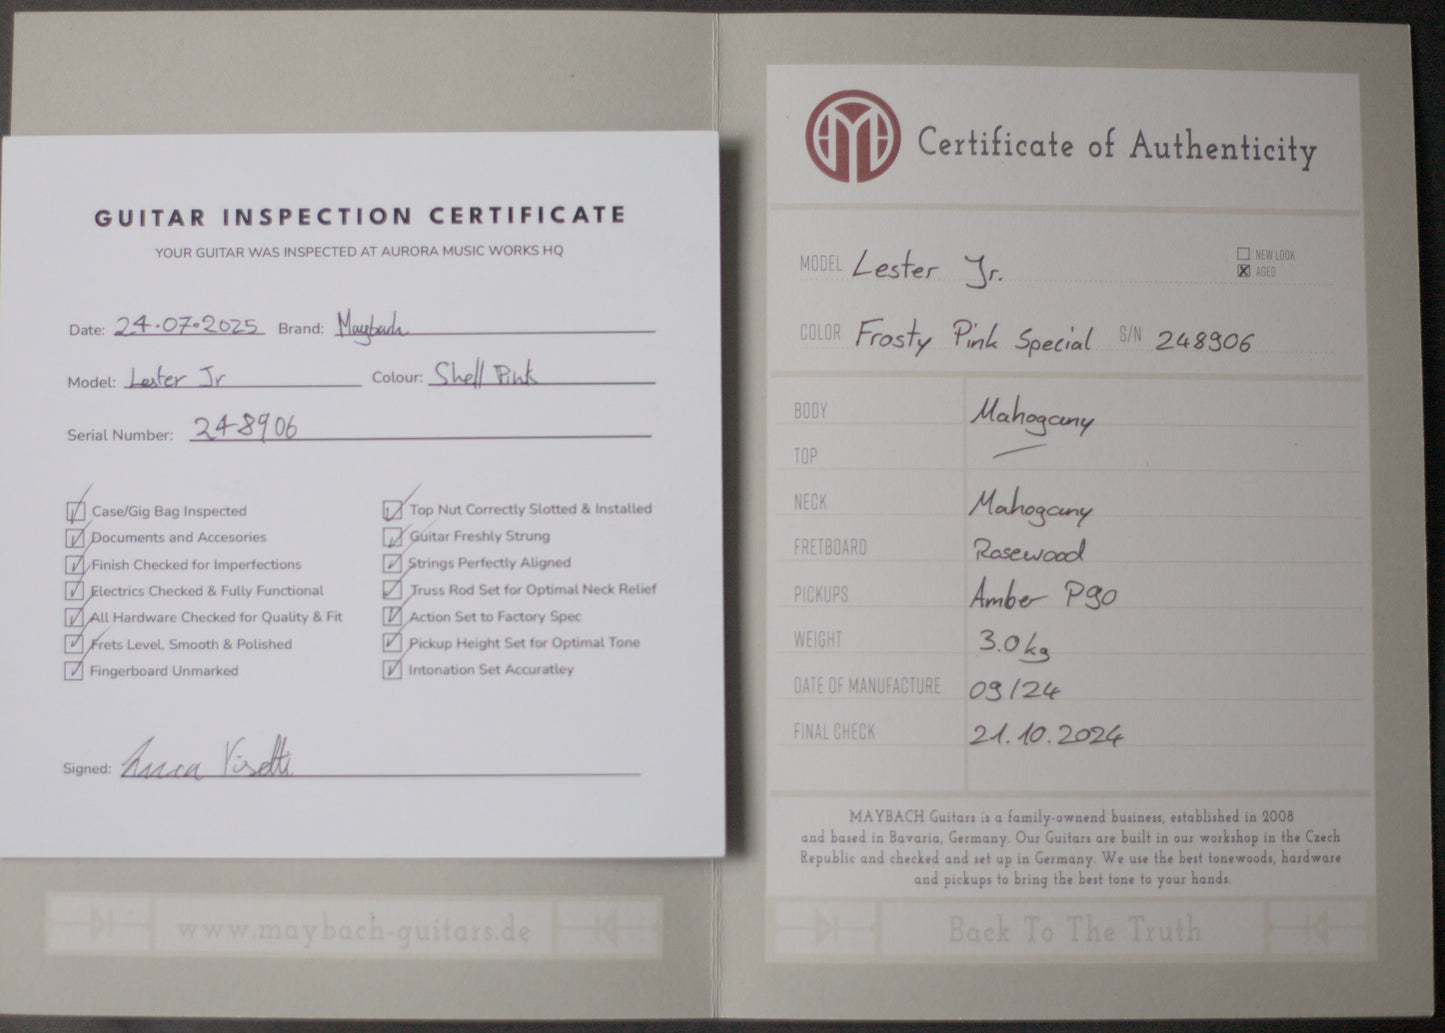 GUITAR INSPECTION CERTIFICATE
YOUR GUITAR WAS INSPECTED AT AURORA MUSIC WORKS HQ
Date: 24.07.2025 Brand: Maybach
Model: Lester Jr Colour: Shell Pink
Serial Number: 248906
Case/Gig Bag Inspected
Documents and Accesories
Finish Checked for Imperfections
Electrics Checked & Fully Functional
All Hardware Checked for Quality & Fit
Frets Level, Smooth & Polished
Fingerboard Unmarked
Top Nut Correctly Slotted & Installed
Guitar Freshly Strung
Strings Perfectly Aligned
Truss Rod Set for Optimal Neck Relief
Action Set to Factory Spec
Pickup Height Set for Optimal Tone
Intonation Set Accuratley
Signed:
www.maybach-guitars.de
Certificate of Authenticity
MODEL Lester Jr.
NEW LOOK
AGED
COLOR Frosty Pink Special S/N 248906
BODY Mahogany
TOP
NECK Mahogany
FRETBOARD Rosewood
PICKUPS Amber P90
WEIGHT 3.0kg
DATE OF MANUFACTURE 09/24
FINAL CHECK 21.10.2024
MAYBACH Guitars is a family-ownend business, established in 2008
and based in Bavaria, Germany. Our Guitars are built in our workshop in the Czech
Republic and checked and set up in Germany. We use the best tonewoods, hardware
and pickups to bring the best tone to your hands.
Back To The Truth